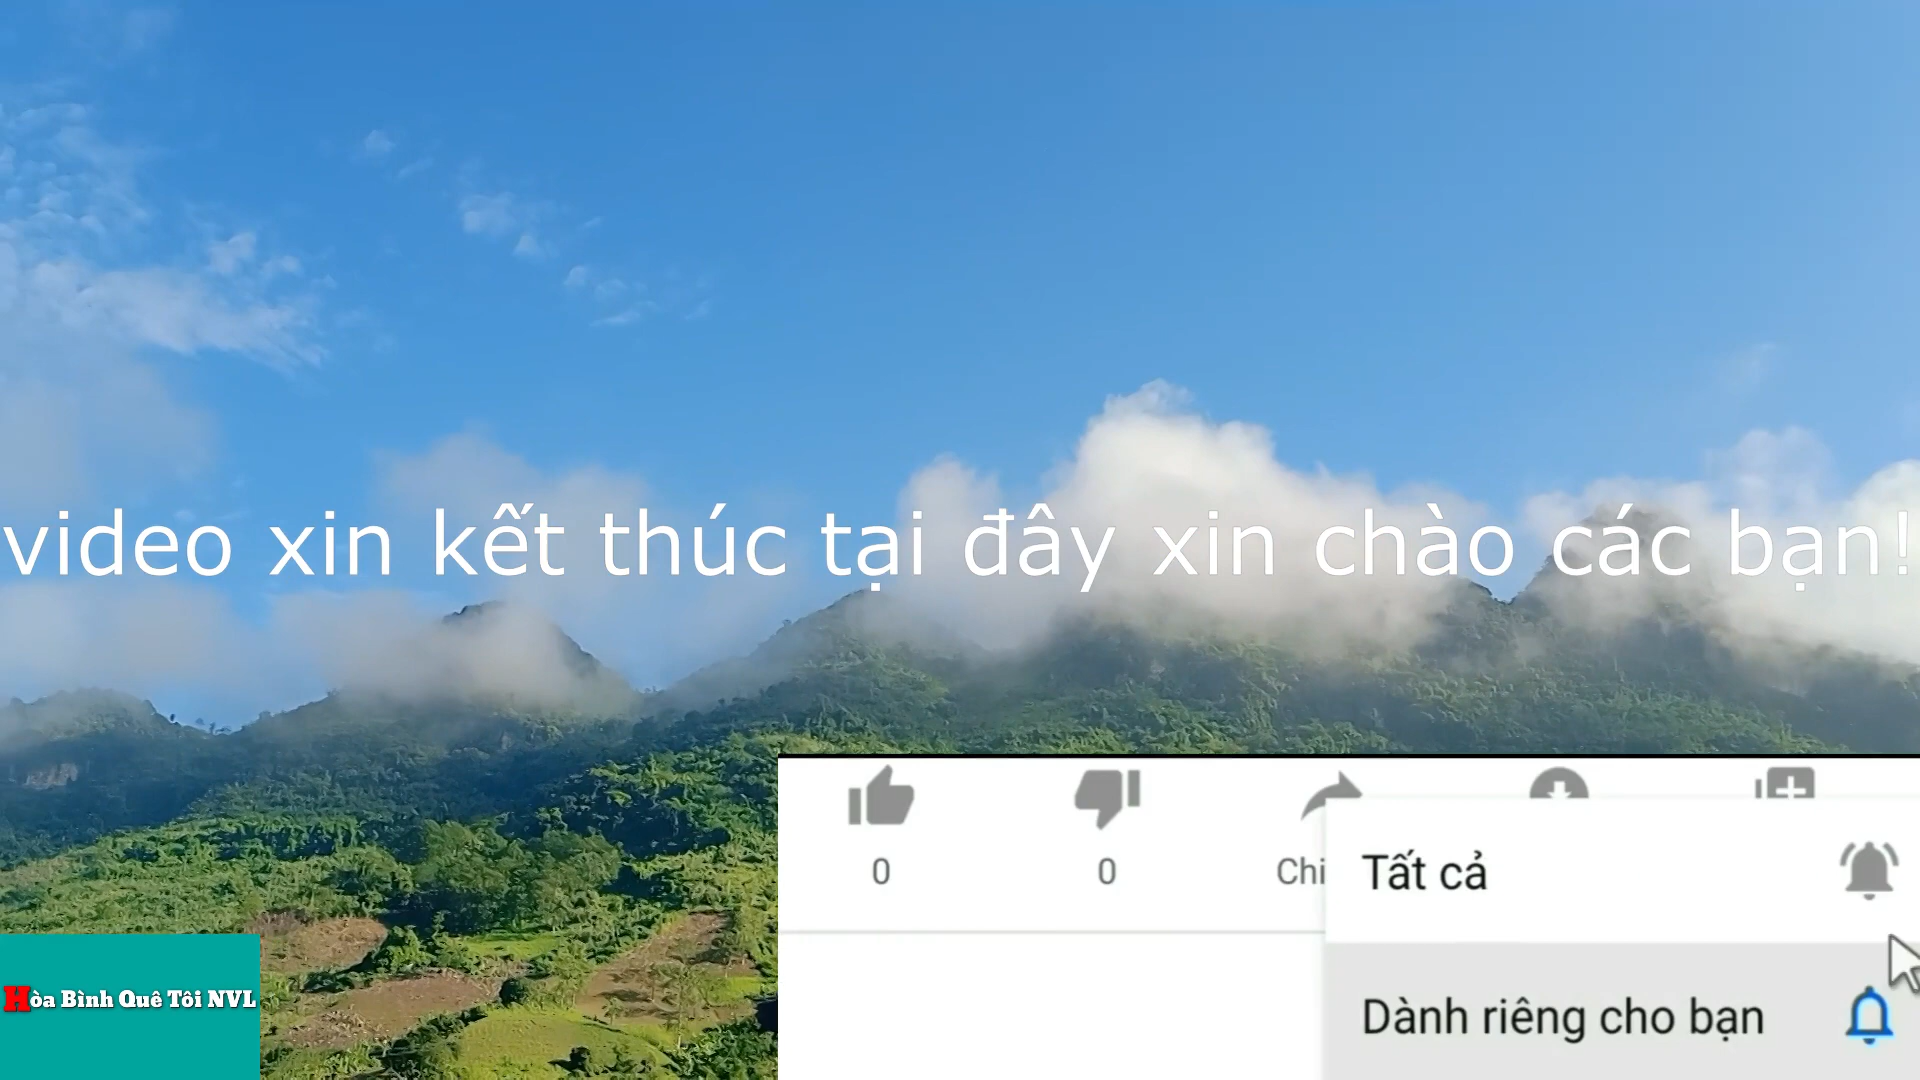 video xin kết thúc tại đây xin chào các bạn!
0
0
Chi
Tất cả
Dành riêng cho bạn
Hòa Bình Quê Tôi NVL